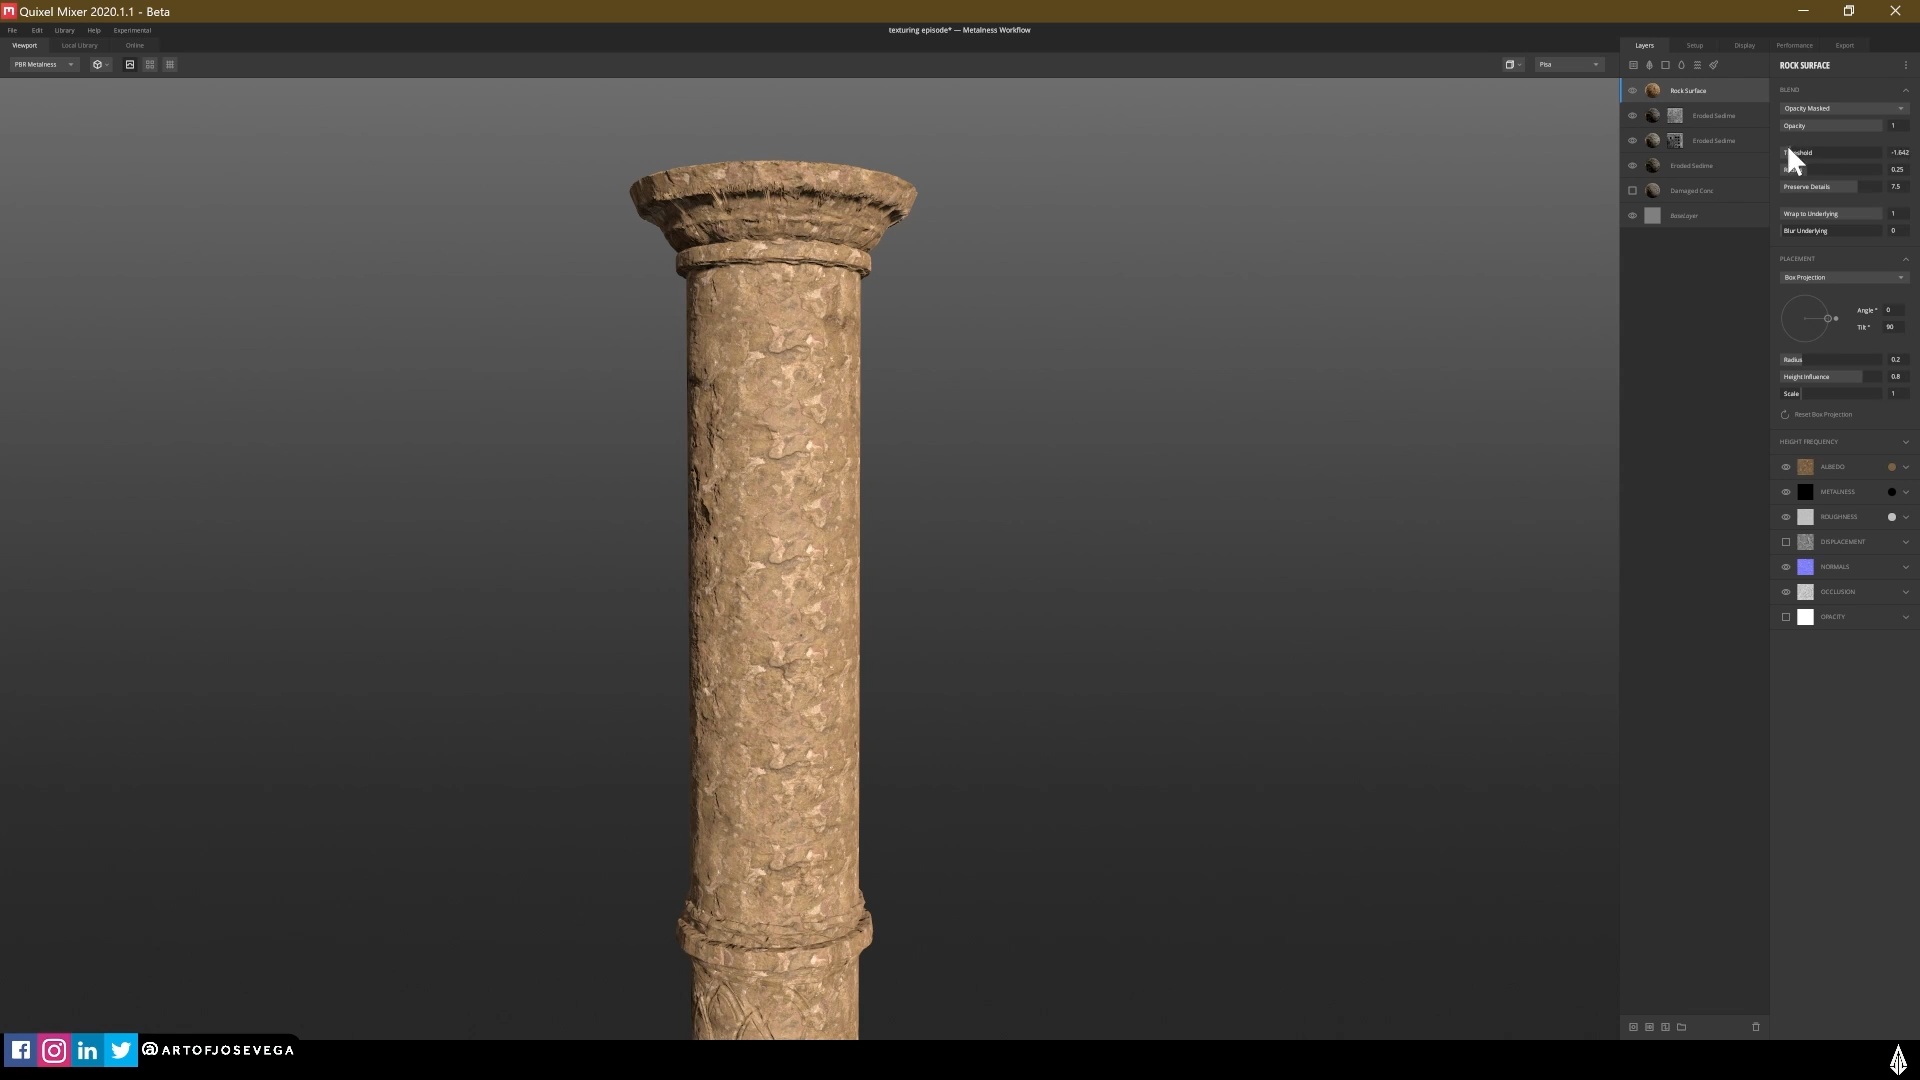 Quixel Mixer 2020.1.1 - Beta
File Edit Library Help Experimental
texturing episode* — Metalness Workflow
Viewport Local Library Online
Layers Setup Display Performance Export
PBR Metalness
Pisa
ROCK SURFACE
Rock Surface
Eroded Sedime
Eroded Sedime
Eroded Sedime
Damaged Conc
BaseLayer
BLEND
Opacity Masked
Opacity 1
-1.642
0.25
Preserve Details 7.5
Wrap to Underlying 1
Blur Underlying 0
PLACEMENT
Box Projection
Angle ° 0
Tilt ° 90
Radius 0.2
Height Influence 0.8
Scale 1
Reset Box Projection
HEIGHT FREQUENCY
ALBEDO
METALNESS
ROUGHNESS
DISPLACEMENT
NORMALS
OCCLUSION
OPACITY
@ARTOFJOSEVEGA